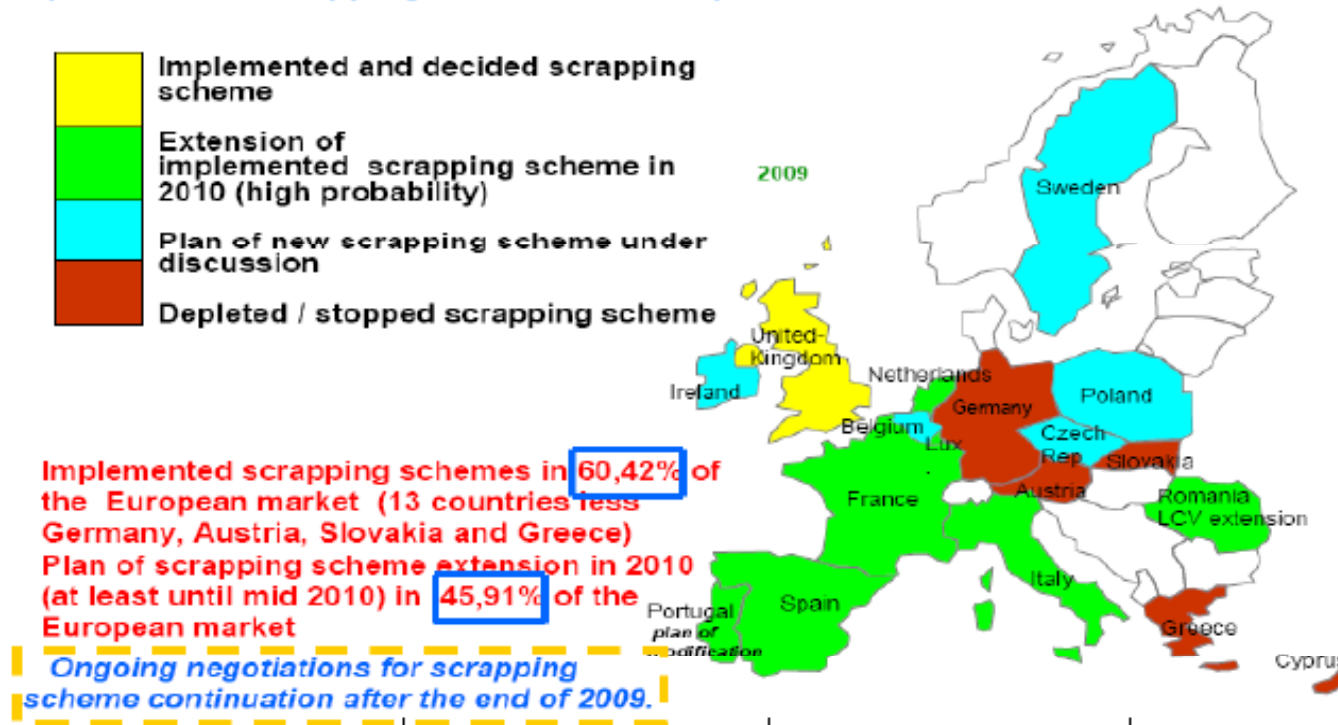 Implemented and decided scrapping
scheme
Extension of
implemented scrapping scheme in
2010 (high probability)
Plan of new scrapping scheme under
discussion
Depleted / stopped scrapping scheme
2009
Sweden
United-
Kingdom
Ireland
Netherlands
Germany
Poland
Belgium
Lux
Czech
Rep
Slovakia
Austria
France
Romania
LCV extension
Italy
Portugal
plan of
modification
Spain
Greece
Cyprus
Implemented scrapping schemes in 60,42% of
the European market (13 countries less
Germany, Austria, Slovakia and Greece)
Plan of scrapping scheme extension in 2010
(at least until mid 2010) in 45,91% of the
European market
Ongoing negotiations for scrapping
scheme continuation after the end of 2009.